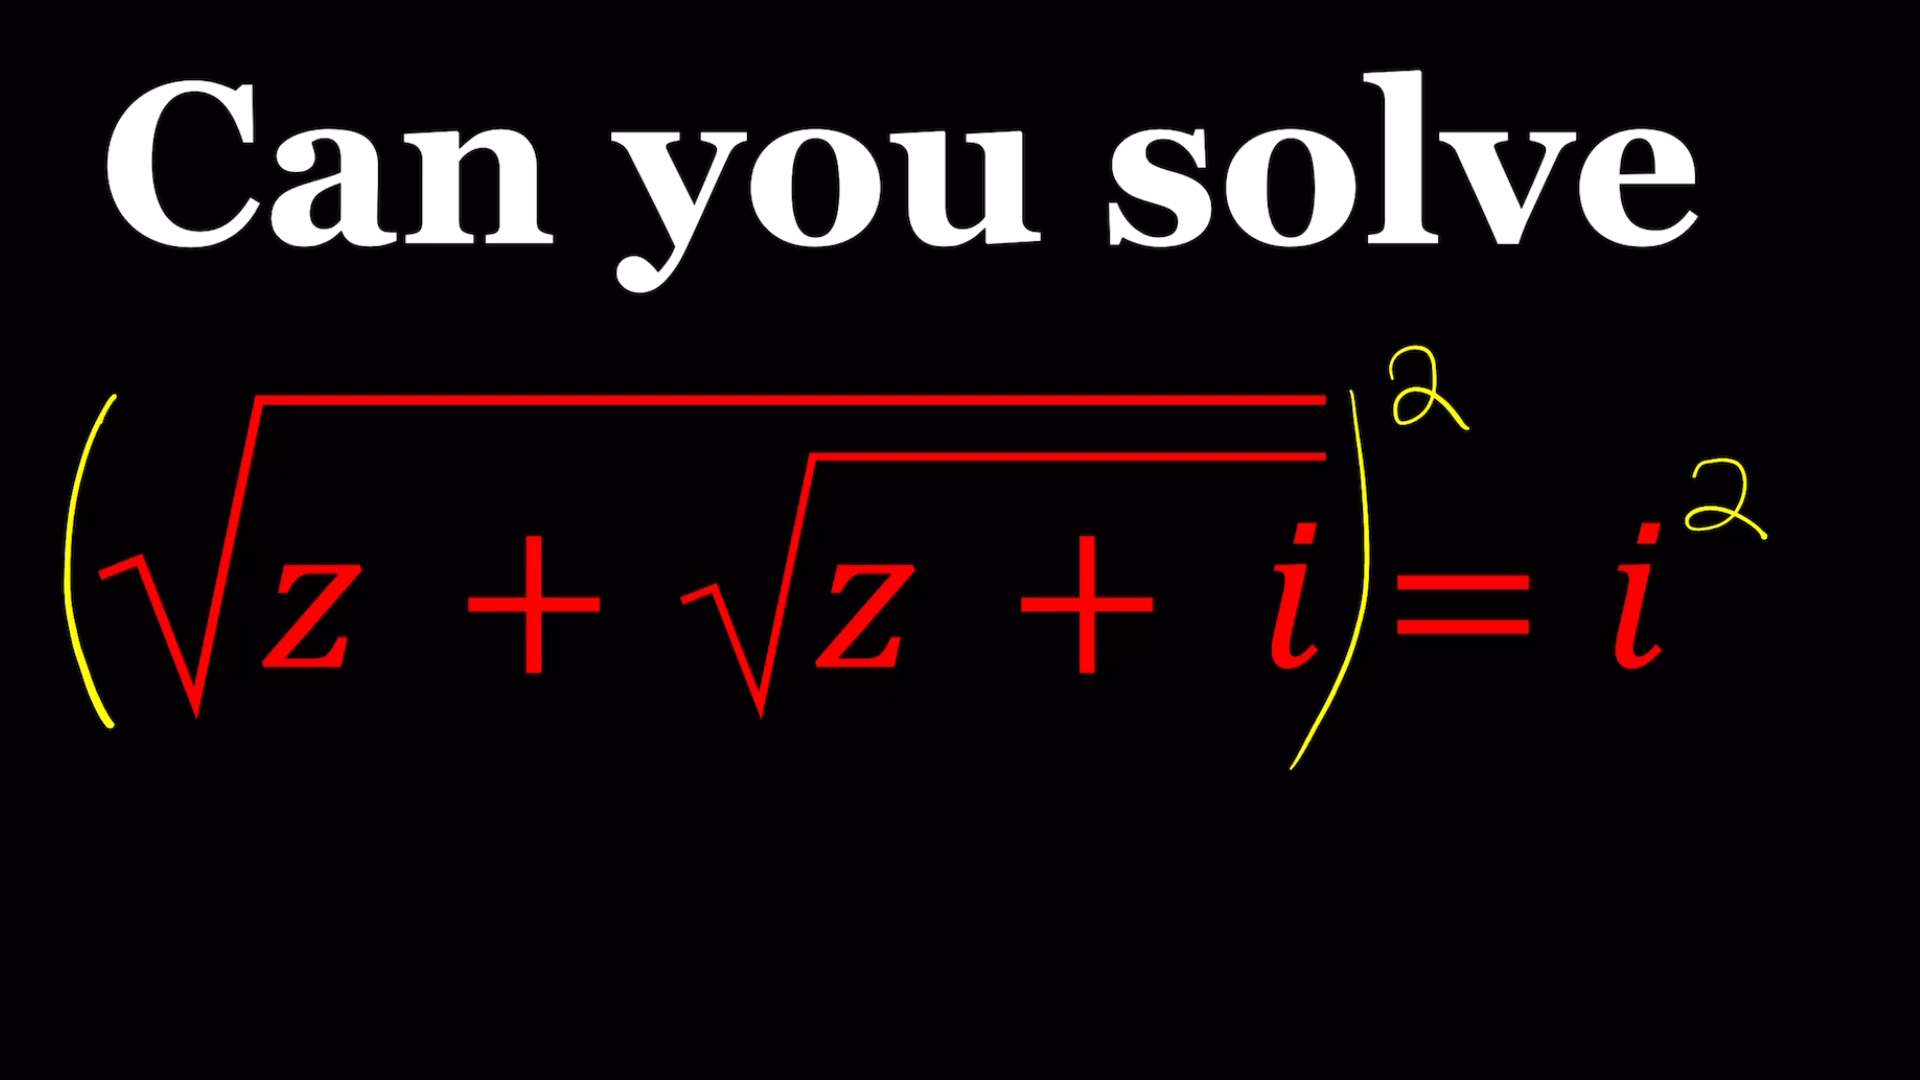 Can you solve
(√(z + √(z + i)))² = i²